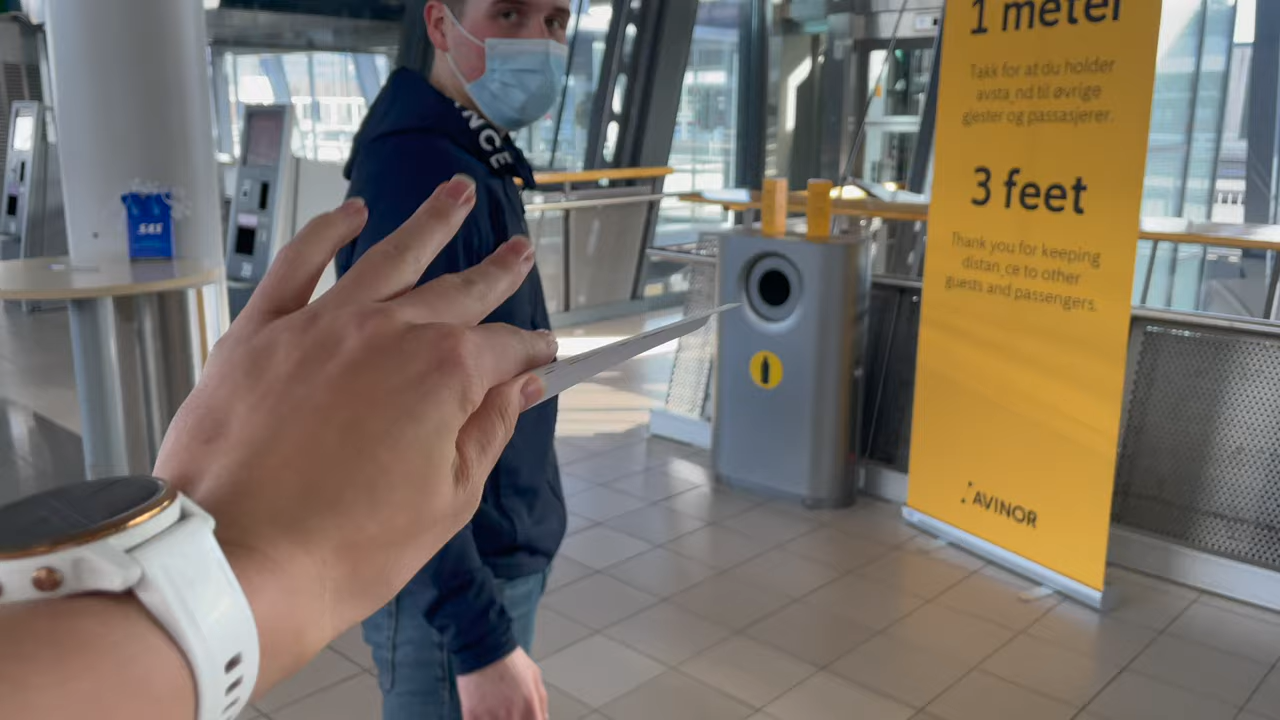 NCE
SAS
1 meter
Takk for at du holder
avsta nd til øvrige
gjester og passasjerer.
3 feet
Thank you for keeping
distan ce to other
guests and passengers.
AVINOR